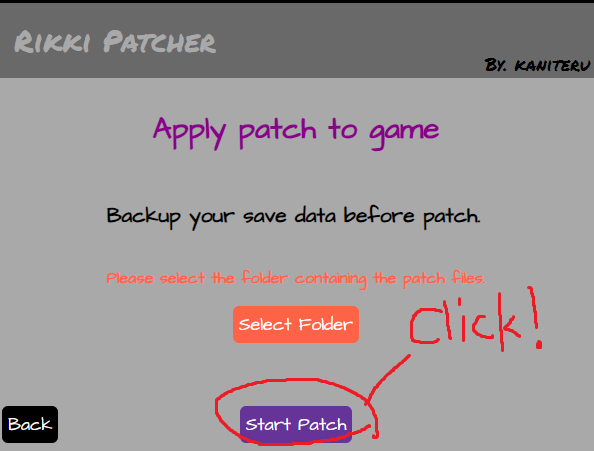 Rikki Patcher
By. kaniteru
Apply patch to game
Backup your save data before patch.
Please select the folder containing the patch files.
Select Folder
Click!
Back
Start Patch